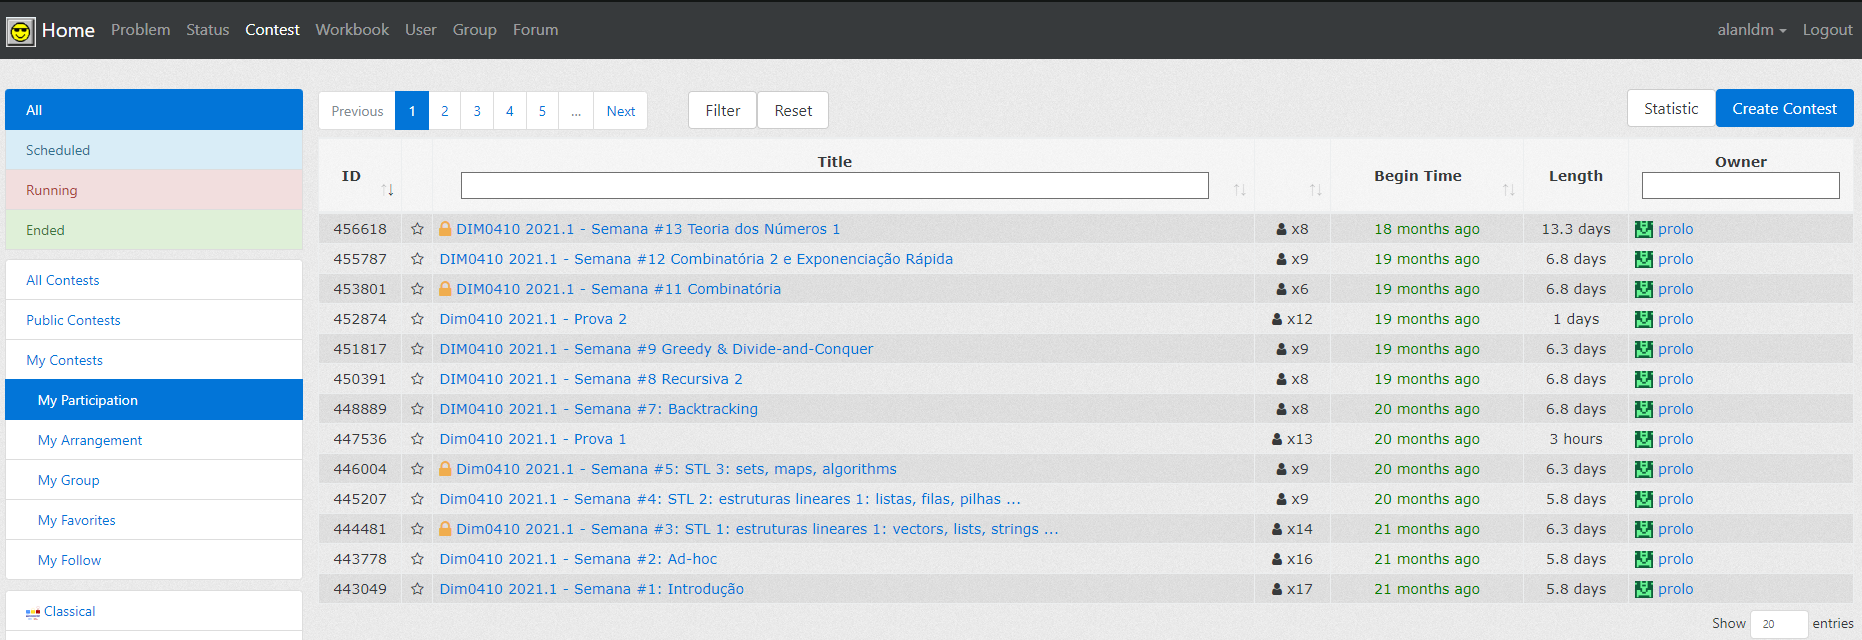 Home Problem Status Contest Workbook User Group Forum alanldm Logout
All
Scheduled
Running
Ended
All Contests
Public Contests
My Contests
My Participation
My Arrangement
My Group
My Favorites
My Follow
Classical
Previous 1 2 3 4 5 ... Next Filter Reset Statistic Create Contest
ID Title Begin Time Length Owner
456618 DIM0410 2021.1 - Semana #13 Teoria dos Números 1 x8 18 months ago 13.3 days prolo
455787 DIM0410 2021.1 - Semana #12 Combinatória 2 e Exponenciação Rápida x9 19 months ago 6.8 days prolo
453801 DIM0410 2021.1 - Semana #11 Combinatória x6 19 months ago 6.8 days prolo
452874 Dim0410 2021.1 - Prova 2 x12 19 months ago 1 days prolo
451817 DIM0410 2021.1 - Semana #9 Greedy & Divide-and-Conquer x9 19 months ago 6.3 days prolo
450391 DIM0410 2021.1 - Semana #8 Recursiva 2 x8 19 months ago 6.8 days prolo
448889 DIM0410 2021.1 - Semana #7: Backtracking x8 20 months ago 6.8 days prolo
447536 Dim0410 2021.1 - Prova 1 x13 20 months ago 3 hours prolo
446004 Dim0410 2021.1 - Semana #5: STL 3: sets, maps, algorithms x9 20 months ago 6.3 days prolo
445207 Dim0410 2021.1 - Semana #4: STL 2: estruturas lineares 1: listas, filas, pilhas ... x9 20 months ago 5.8 days prolo
444481 Dim0410 2021.1 - Semana #3: STL 1: estruturas lineares 1: vectors, lists, strings ... x14 21 months ago 6.3 days prolo
443778 Dim0410 2021.1 - Semana #2: Ad-hoc x16 21 months ago 5.8 days prolo
443049 Dim0410 2021.1 - Semana #1: Introdução x17 21 months ago 5.8 days prolo
Show 20 entries